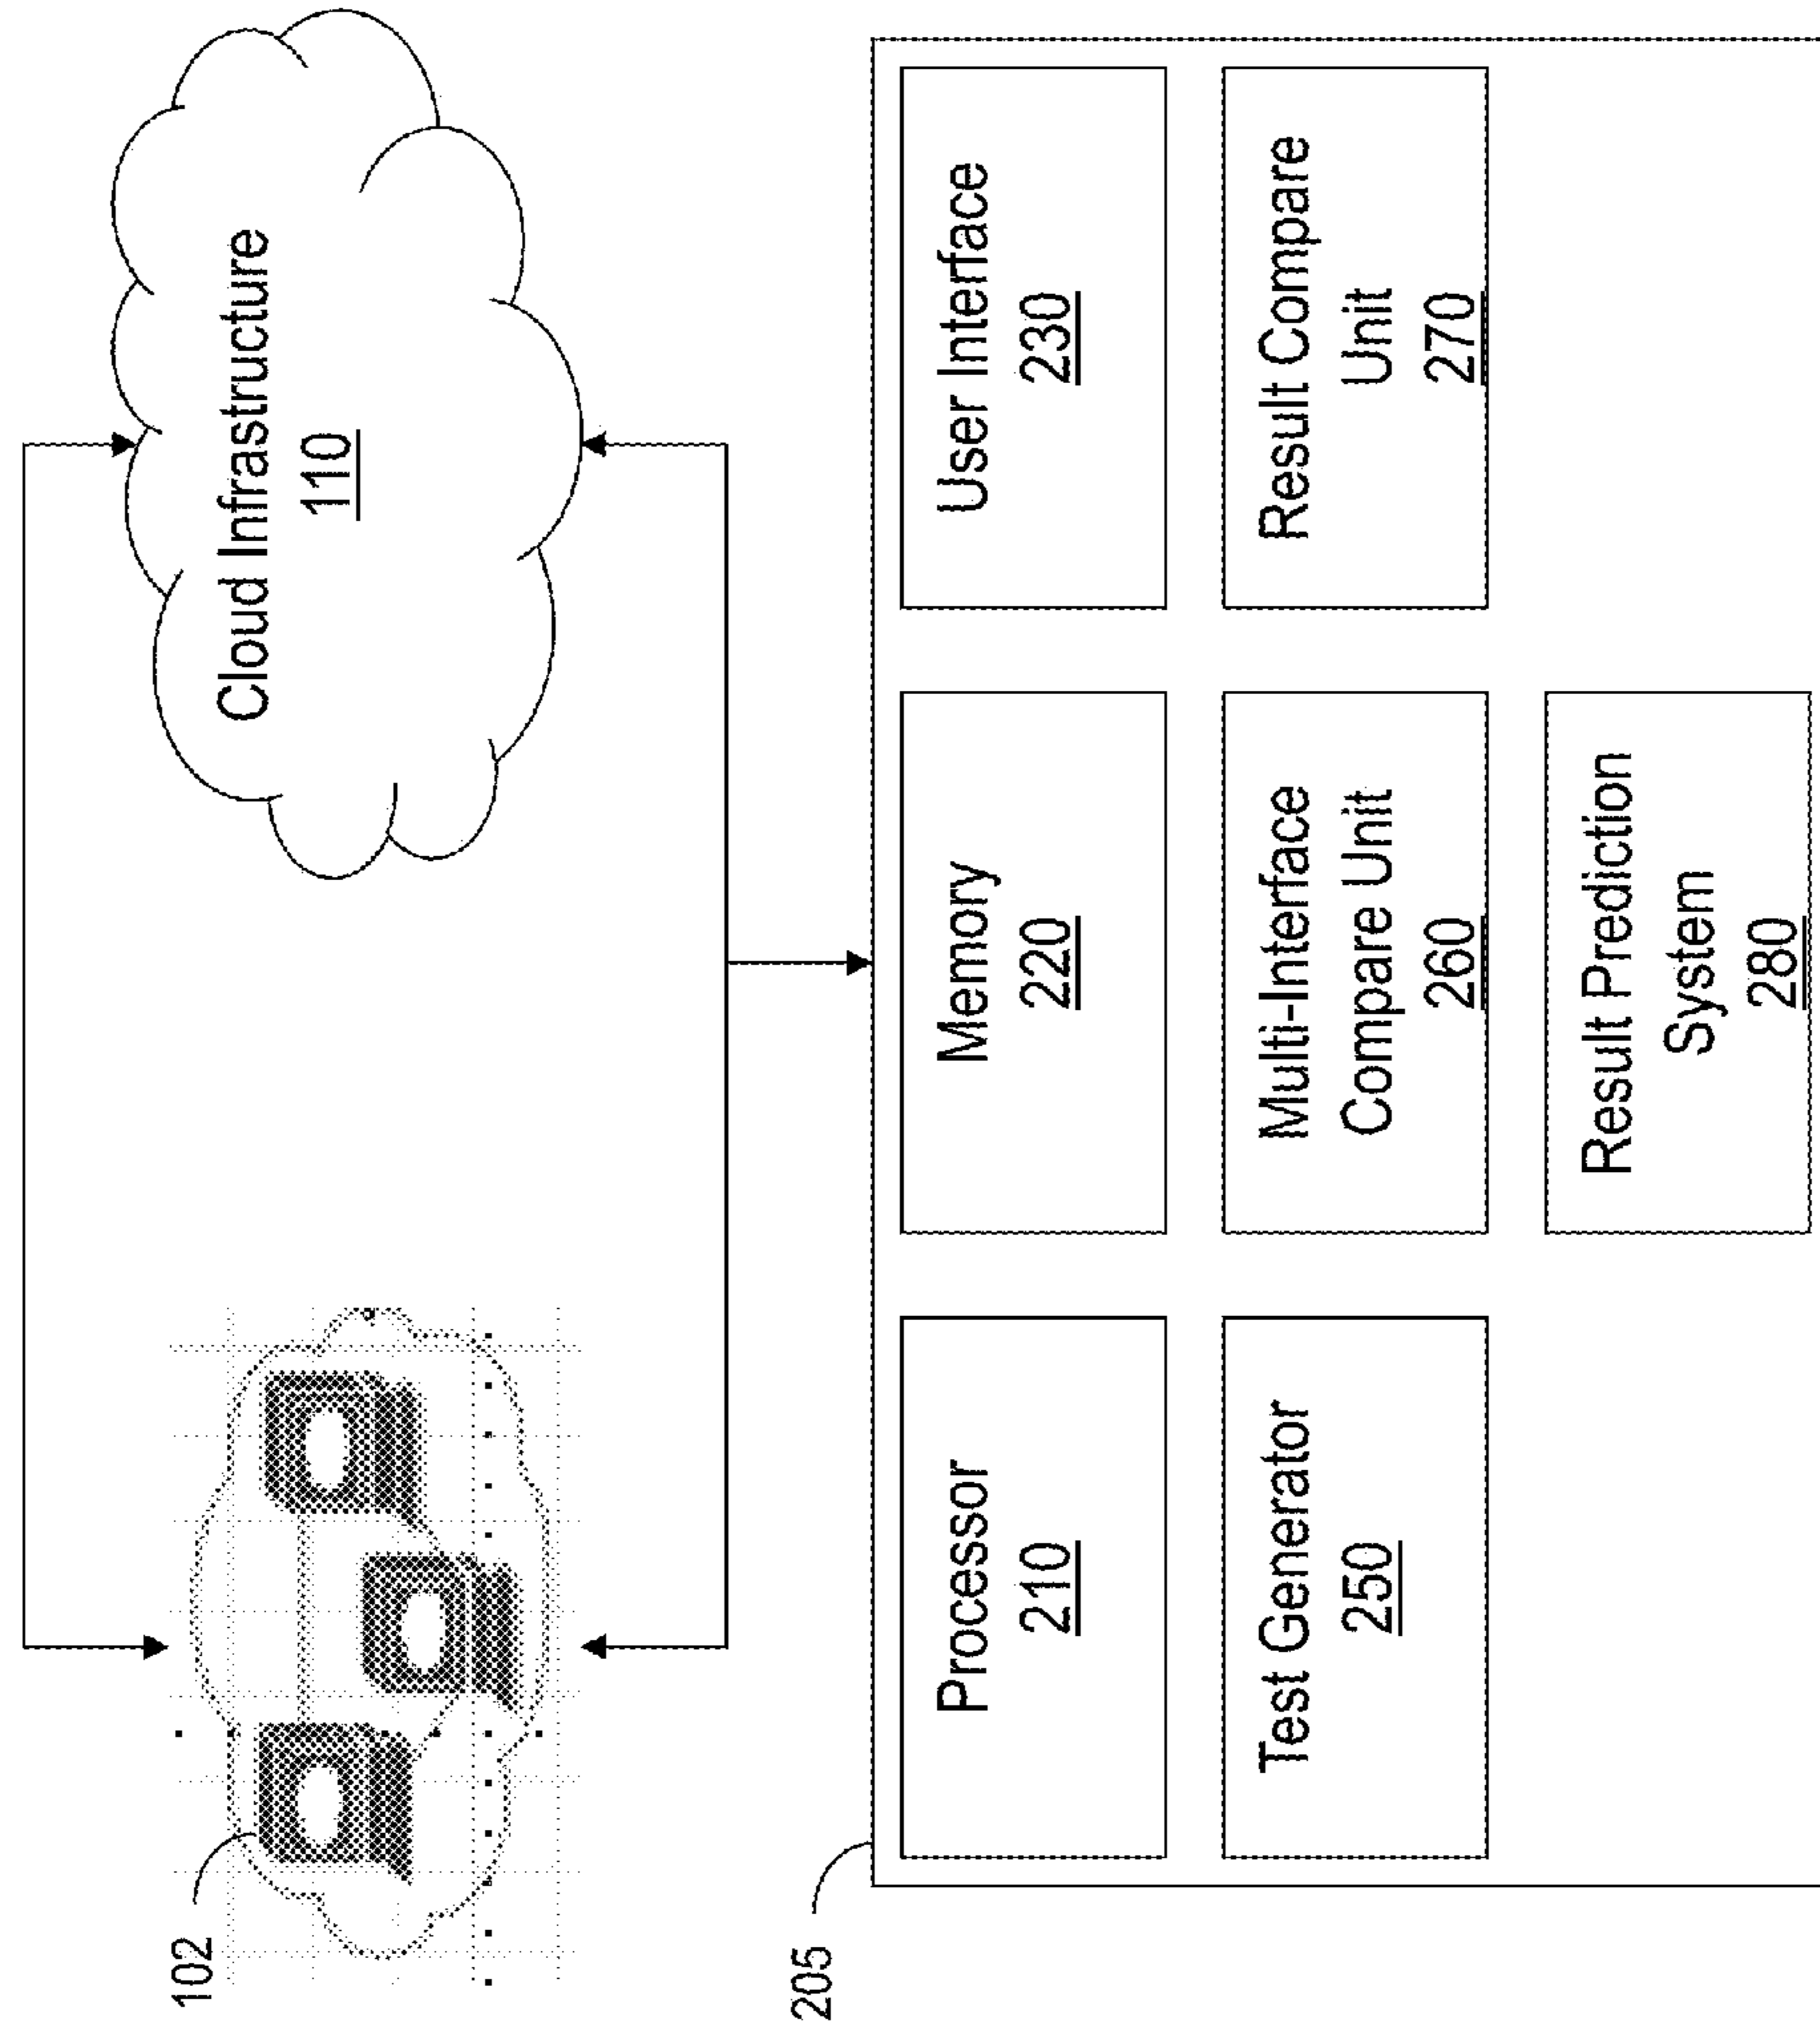 102
Cloud Infrastructure
110
205
Processor
210
Memory
220
User Interface
230
Test Generator
250
Multi-Interface
Compare Unit
260
Result Compare
Unit
270
Result Prediction
System
280